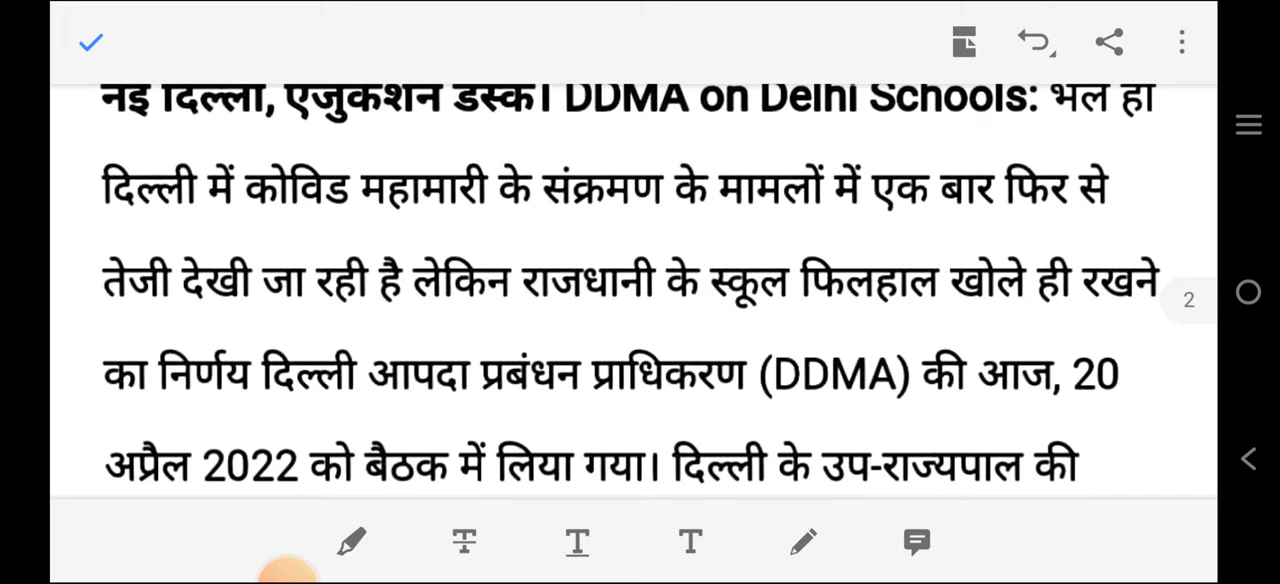 नई दिल्ली, एजुकेशन डेस्क। DDMA on Delhi Schools: भले ही
दिल्ली में कोविड महामारी के संक्रमण के मामलों में एक बार फिर से
तेजी देखी जा रही है लेकिन राजधानी के स्कूल फिलहाल खोले ही रखने
2
का निर्णय दिल्ली आपदा प्रबंधन प्राधिकरण (DDMA) की आज, 20
अप्रैल 2022 को बैठक में लिया गया। दिल्ली के उप-राज्यपाल की